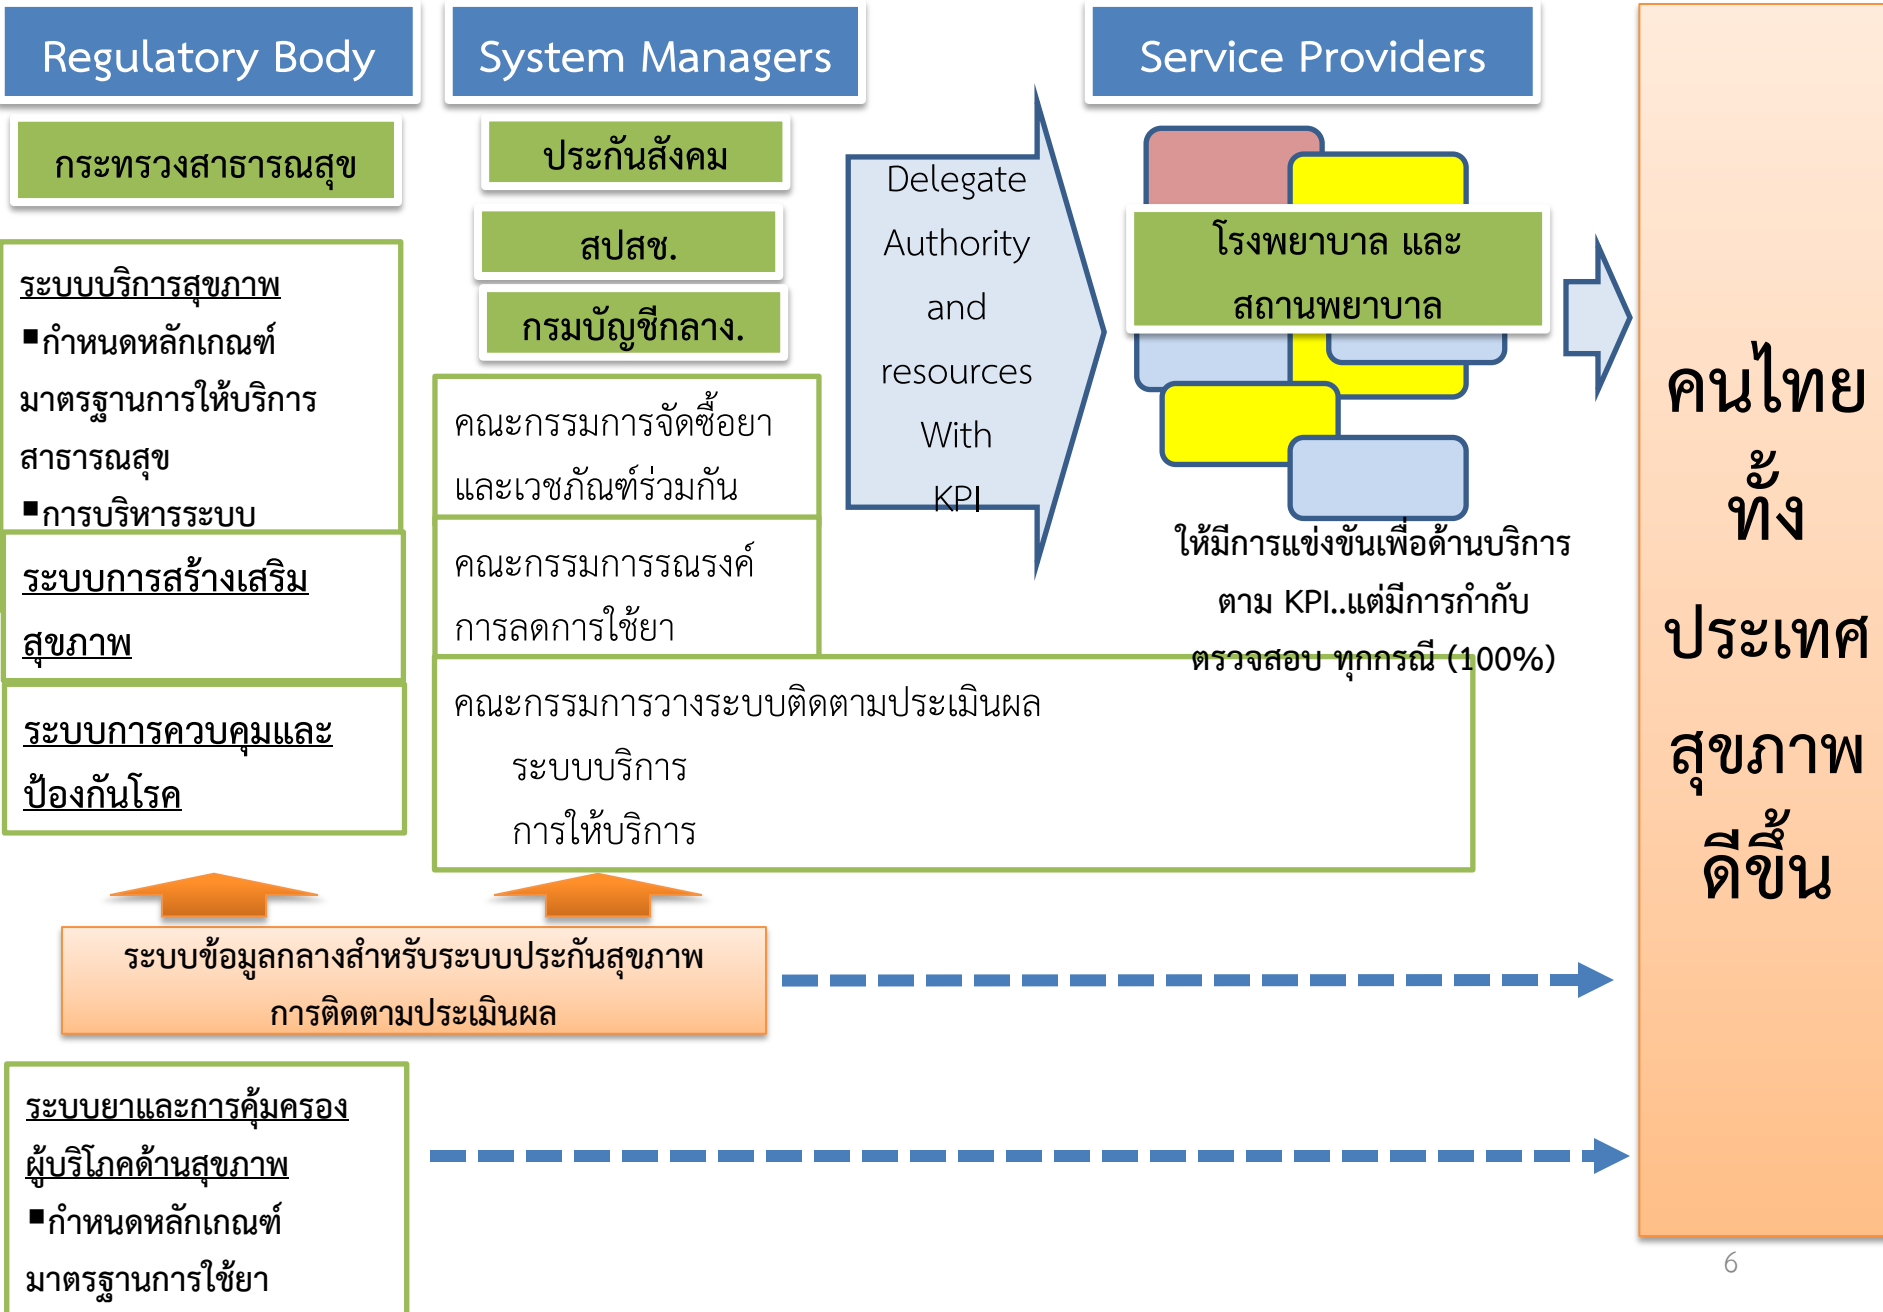 Regulatory Body
กระทรวงสาธารณสุข
ระบบบริการสุขภาพ
▪กำหนดหลักเกณฑ์
มาตรฐานการให้บริการ
สาธารณสุข
▪การบริหารระบบ
ระบบการสร้างเสริม
สุขภาพ
ระบบการควบคุมและ
ป้องกันโรค
System Managers
ประกันสังคม
สปสช.
กรมบัญชีกลาง.
คณะกรรมการจัดซื้อยา
และเวชภัณฑ์ร่วมกัน
คณะกรรมการรณรงค์
การลดการใช้ยา
คณะกรรมการวางระบบติดตามประเมินผล
ระบบบริการ
การให้บริการ
Delegate
Authority
and
resources
With
KPI
Service Providers
โรงพยาบาล และ
สถานพยาบาล
ให้มีการแข่งขันเพื่อด้านบริการ
ตาม KPI..แต่มีการกำกับ
ตรวจสอบ ทุกกรณี (100%)
คนไทย
ทั้ง
ประเทศ
สุขภาพ
ดีขึ้น
ระบบข้อมูลกลางสำหรับระบบประกันสุขภาพ
การติดตามประเมินผล
ระบบยาและการคุ้มครอง
ผู้บริโภคด้านสุขภาพ
▪กำหนดหลักเกณฑ์
มาตรฐานการใช้ยา
6